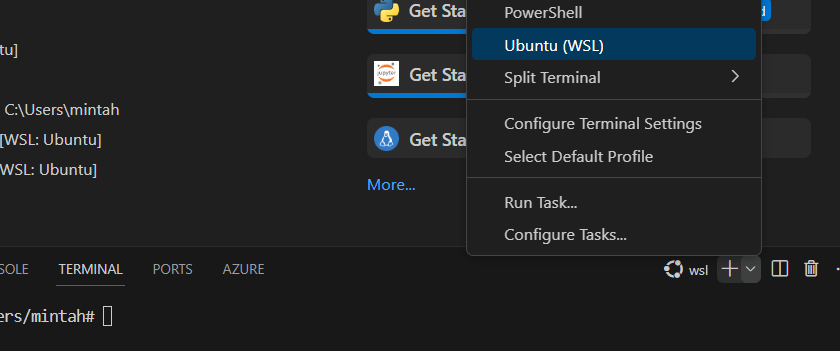 PowerShell
Get Sta
tu]
Ubuntu (WSL)
Get Sta
Split Terminal
C:\Users\mintah
Configure Terminal Settings
[WSL: Ubuntu]
Get Sta
Select Default Profile
WSL: Ubuntu]
More...
Run Task...
Configure Tasks...
SOLE
TERMINAL
PORTS
AZURE
wsl
ers/mintah#